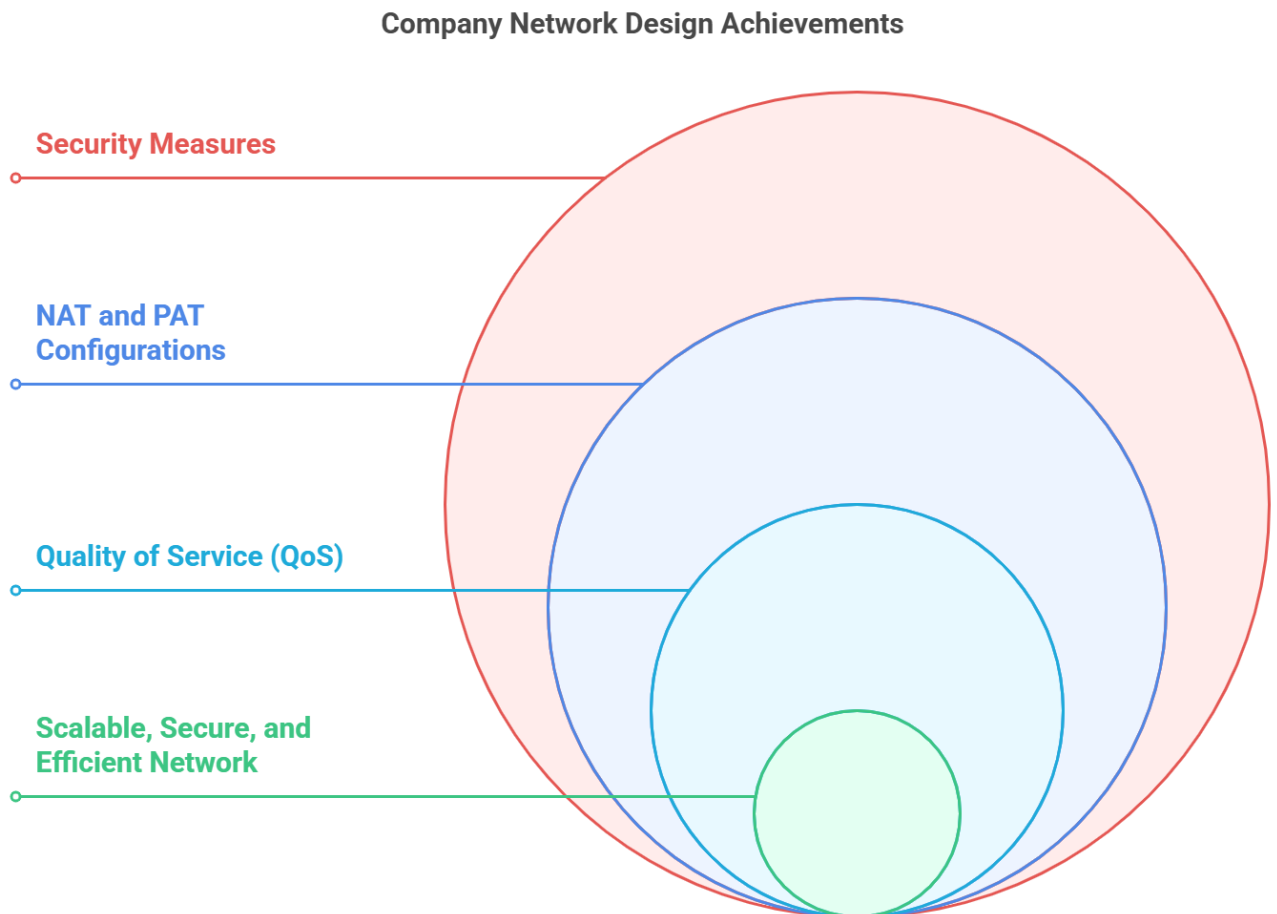 Company Network Design Achievements
Security Measures
NAT and PAT
Configurations
Quality of Service (QoS)
Scalable, Secure, and
Efficient Network